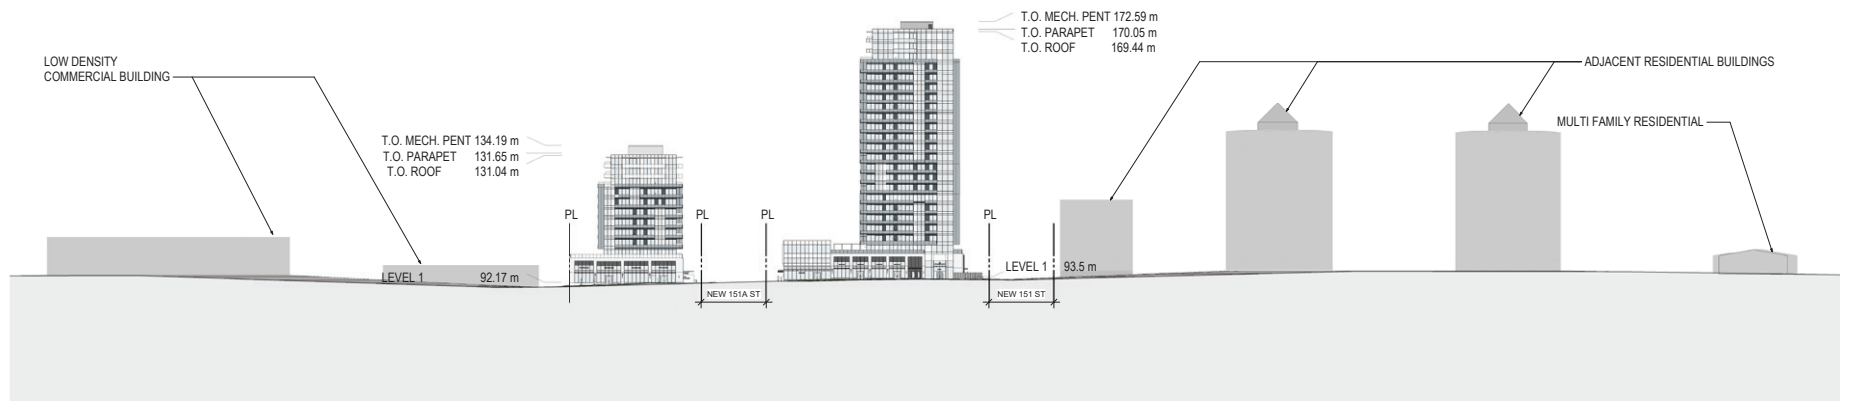 T.O. MECH. PENT 172.59 m
T.O. PARAPET 170.05 m
T.O. ROOF 169.44 m
LOW DENSITY
COMMERCIAL BUILDING
ADJACENT RESIDENTIAL BUILDINGS
MULTI FAMILY RESIDENTIAL
T.O. MECH. PENT 134.19 m
T.O. PARAPET 131.65 m
T.O. ROOF 131.04 m
PL
PL
PL
PL
LEVEL 1 92.17 m
LEVEL 1 93.5 m
NEW 151A ST
NEW 151 ST